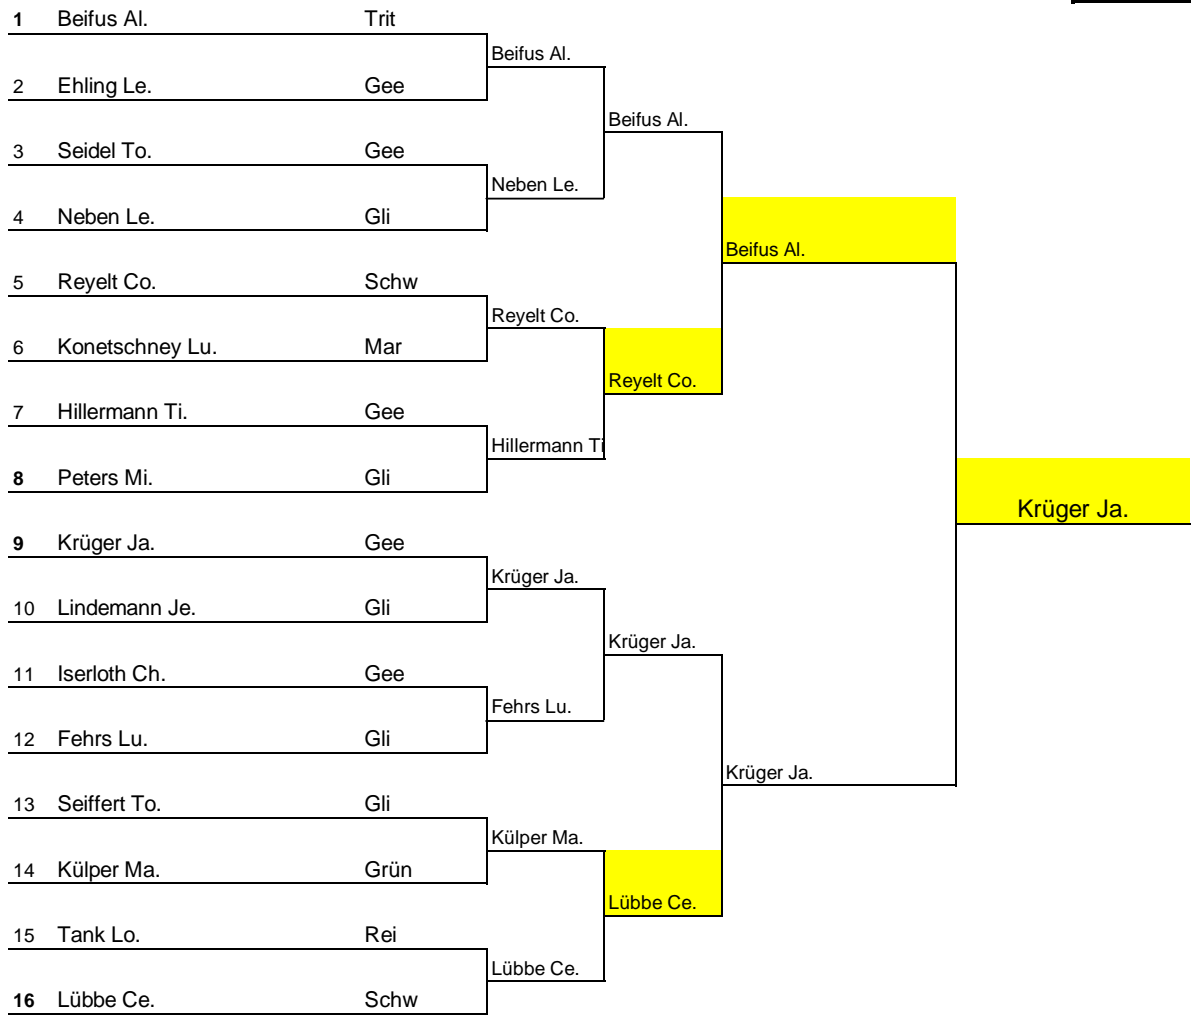 1 Beifus Al. Trit
Beifus Al.
2 Ehling Le. Gee
Beifus Al.
3 Seidel To. Gee
Neben Le.
4 Neben Le. Gli
Beifus Al.
5 Reyelt Co. Schw
Reyelt Co.
6 Konetschney Lu. Mar
Reyelt Co.
7 Hillermann Ti. Gee
Hillermann Ti
8 Peters Mi. Gli
Krüger Ja.
9 Krüger Ja. Gee
Krüger Ja.
10 Lindemann Je. Gli
Krüger Ja.
11 Iserloth Ch. Gee
Fehrs Lu.
12 Fehrs Lu. Gli
Krüger Ja.
13 Seiffert To. Gli
Külper Ma.
14 Külper Ma. Grün
Lübbe Ce.
15 Tank Lo. Rei
Lübbe Ce.
16 Lübbe Ce. Schw